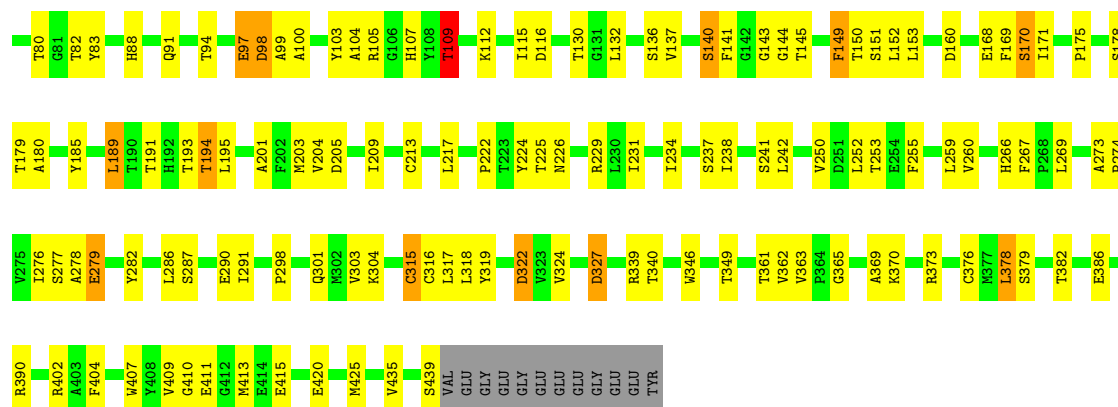 T80 G81 T82 Y83 H88 Q91 T94 E97 D98 A99 A100 Y103 A104 R105 G106 H107 Y108 T109 K112 I115 D116 T130 G131 L132 S136 V137 S140 F141 G142 G143 G144 T145 F149 T150 S151 L152 L153 D160 E168 F169 S170 I171 P175 S178
T179 A180 Y185 L189 T190 T191 H192 T193 T194 L195 A201 F202 M203 V204 D205 I209 C213 L217 P222 T223 Y224 T225 N226 R229 L230 I231 I234 S237 I238 S241 L242 V250 D251 L252 T253 E254 F255 L259 V260 H266 F267 P268 L269 A273 P274
V275 I276 S277 A278 E279 Y282 L286 S287 E290 I291 P298 Q301 M302 V303 K304 C315 C316 L317 L318 Y319 D322 V323 V324 D327 R339 T340 W346 T349 T361 V362 V363 P364 G365 A369 K370 R373 C376 M377 L378 S379 T382 E386
R390 R402 A403 F404 W407 Y408 V409 G410 E411 G412 M413 E414 E415 E420 M425 V435 S439 VAL GLU GLY GLU GLY GLU GLU GLU GLY GLU GLU TYR